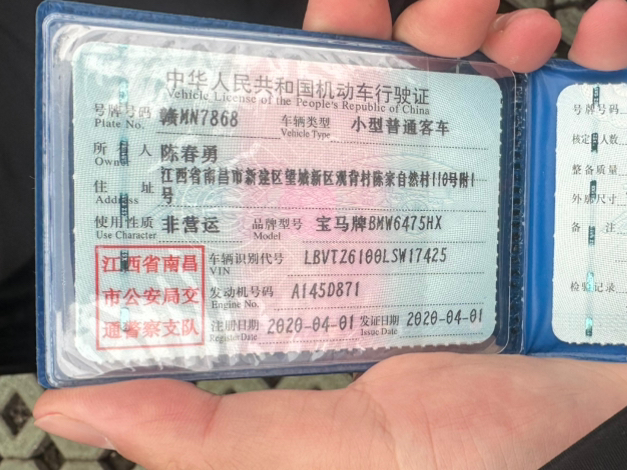 中华人民共和国机动车行驶证
Vehicle License of the People's Republic of China
号牌号码 赣MN7868 车辆类型 小型普通客车
Plate No. Vehicle Type
所有人 陈春勇
Owner
住址 江西省南昌市新建区望城新区观背村陈家自然村110号附1号
Address
使用性质 非营运 品牌型号 宝马牌BMW6475HX
Use Character Model
江西省南昌
市公安局交
通警察支队
车辆识别代号 LBVTZ6100LSW17425
VIN
发动机号码 A145D871
Engine No.
注册日期 2020-04-01 发证日期 2020-04-01
Register Date Issue Date
号牌号码
核定人数
整备质量
外廓尺寸
备注
检验记录